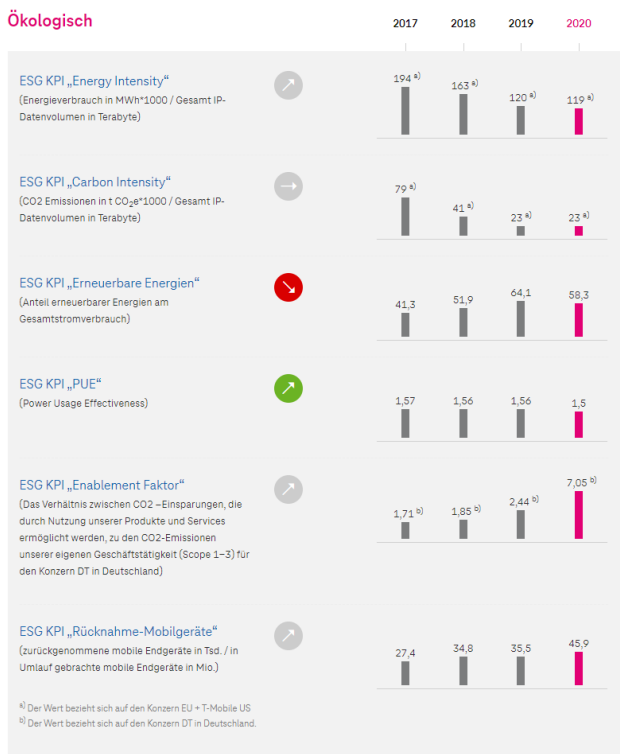 Ökologisch
2017 2018 2019 2020
ESG KPI „Energy Intensity“
(Energieverbrauch in MWh*1000 / Gesamt IP-
Datenvolumen in Terabyte)
194 a) 163 a) 120 a) 119 a)
ESG KPI „Carbon Intensity“
(CO2 Emissionen in t CO₂e*1000 / Gesamt IP-
Datenvolumen in Terabyte)
79 a) 41 a) 23 a) 23 a)
ESG KPI „Erneuerbare Energien“
(Anteil erneuerbarer Energien am
Gesamtstromverbrauch)
41,3 51,9 64,1 58,3
ESG KPI „PUE“
(Power Usage Effectiveness)
1,57 1,56 1,56 1,5
ESG KPI „Enablement Faktor“
(Das Verhältnis zwischen CO2 –Einsparungen, die
durch Nutzung unserer Produkte und Services
ermöglicht werden, zu den CO2-Emissionen
unserer eigenen Geschäftstätigkeit (Scope 1–3) für
den Konzern DT in Deutschland)
1,71 b) 1,85 b) 2,44 b) 7,05 b)
ESG KPI „Rücknahme-Mobilgeräte“
(zurückgenommene mobile Endgeräte in Tsd. / in
Umlauf gebrachte mobile Endgeräte in Mio.)
27,4 34,8 35,5 45,9
a) Der Wert bezieht sich auf den Konzern EU + T-Mobile US
b) Der Wert bezieht sich auf den Konzern DT in Deutschland.